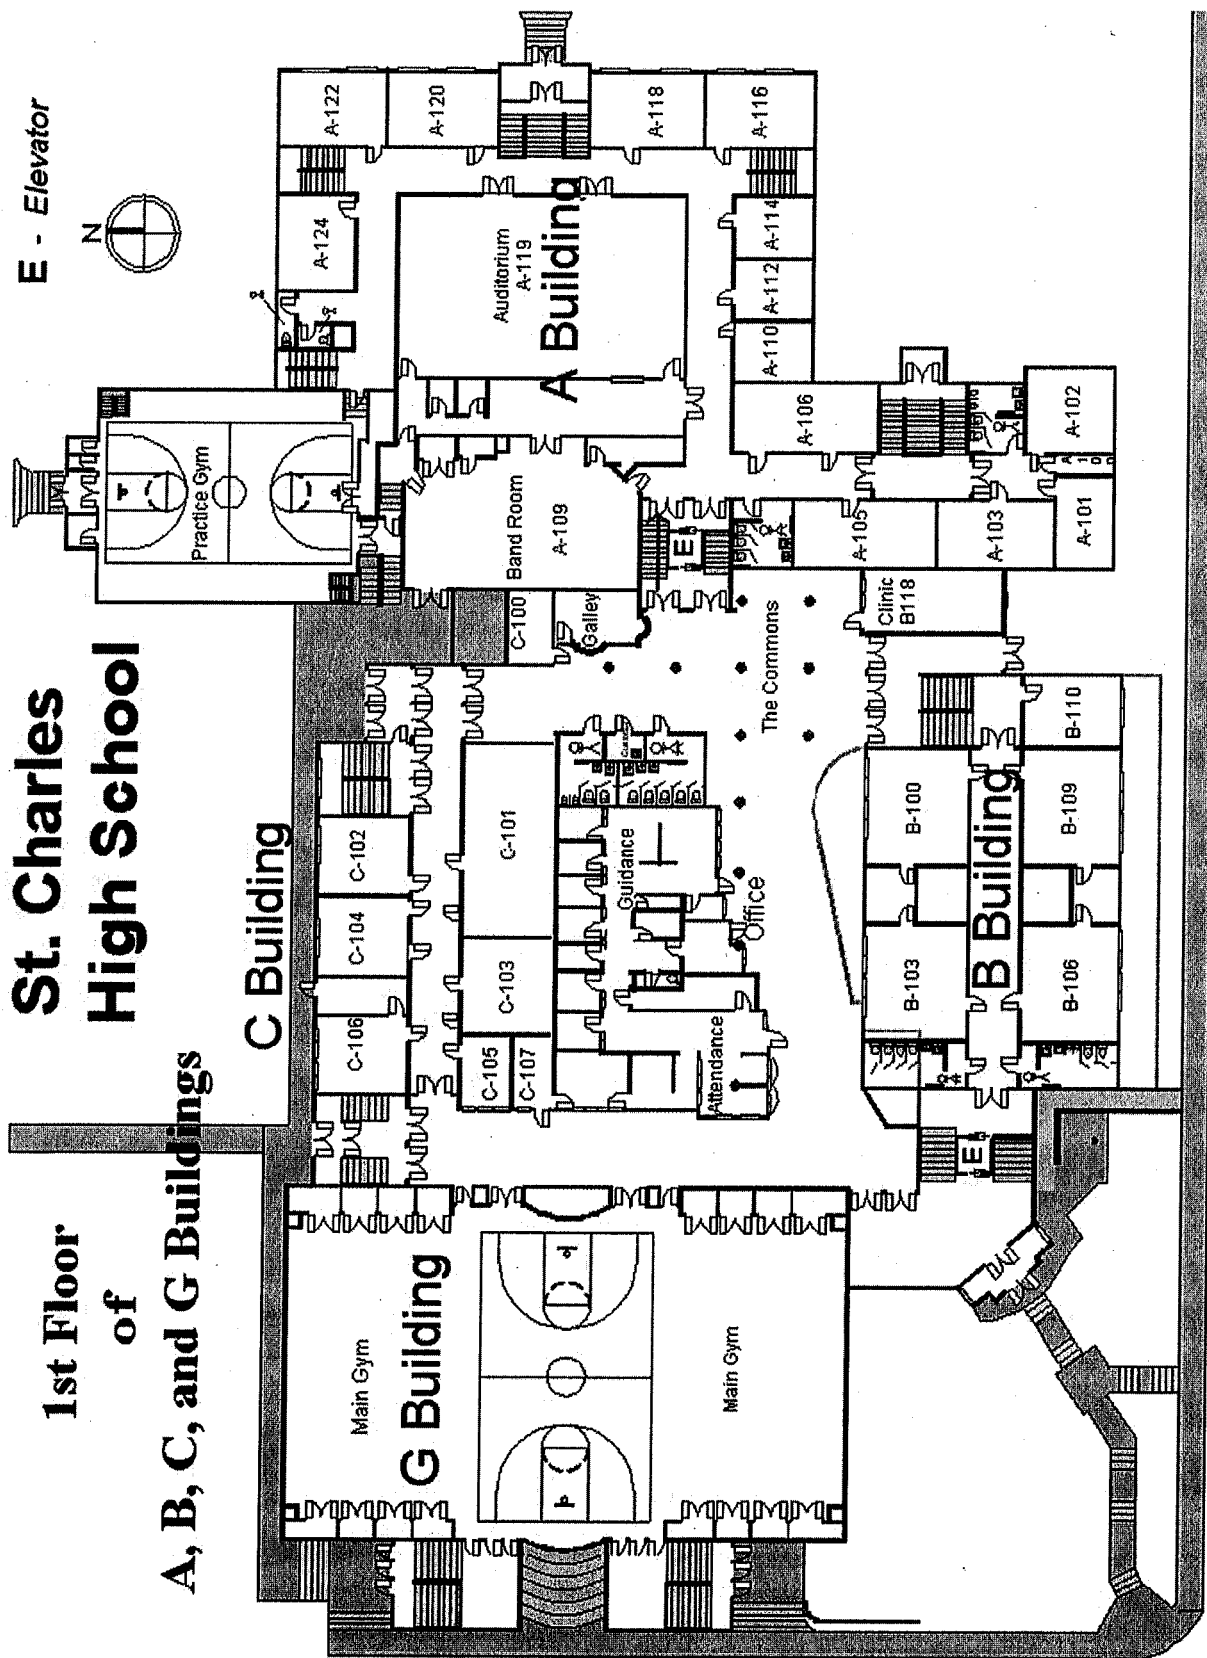 St. Charles
High School
1st Floor
of
A, B, C, and G Buildings
E - Elevator
N
C Building
A Building
B Building
G Building
Main Gym
Main Gym
Practice Gym
Band Room
A-109
Auditorium
A-119
A-122
A-120
A-118
A-116
A-124
A-114
A-112
A-110
A-106
A-102
A-105
A-103
A-101
E
C-100
Galley
The Commons
Clinic
B118
C-102
C-104
C-106
C-101
C-103
C-105
C-107
Guidance
Office
Attendance
B-100
B-103
B-110
B-109
B-106
E